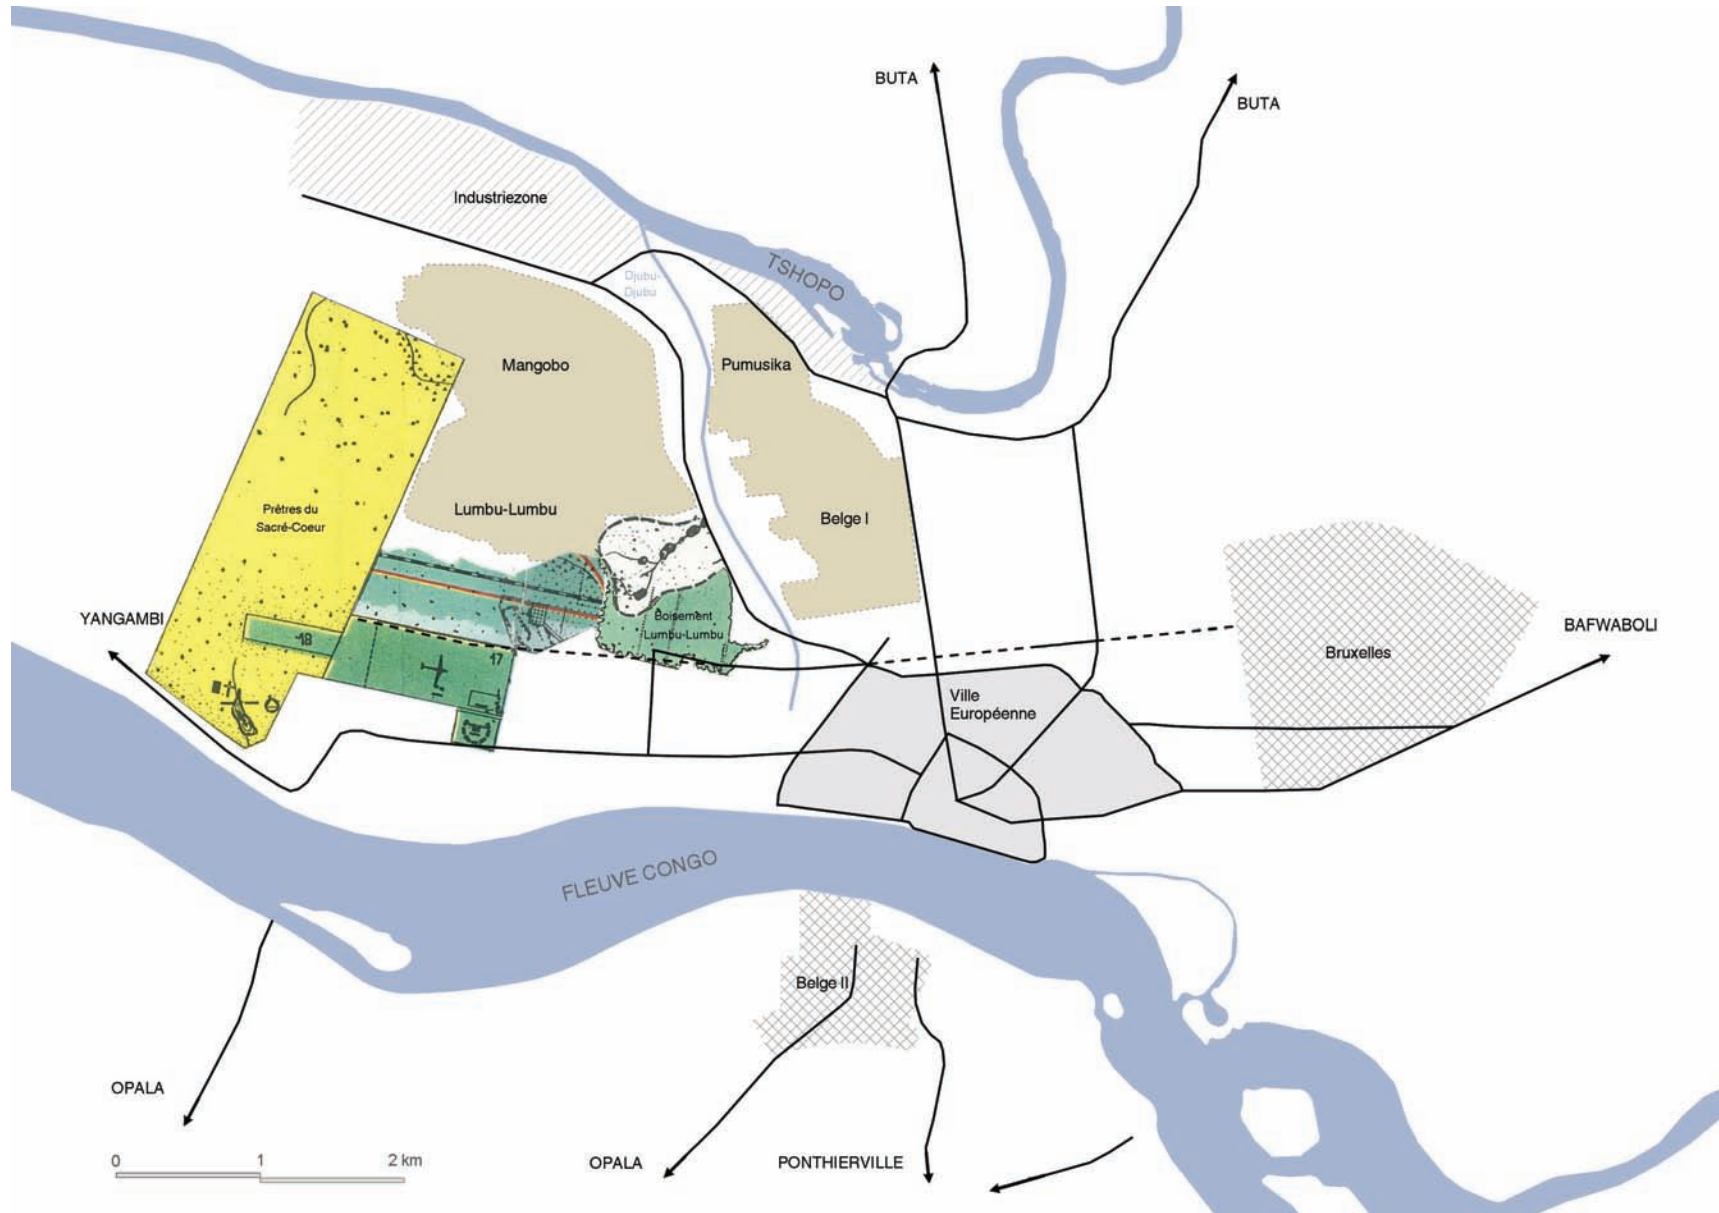 BUTA
BUTA
Industriezone
TSHOPO
Djubu-
Djubu
Mangobo
Pumusika
Prêtres du
Sacré-Coeur
Lumbu-Lumbu
Belge I
YANGAMBI
18
17
Boisement
Lumbu-Lumbu
BAFWABOLI
Bruxelles
Ville
Européenne
FLEUVE CONGO
Belge II
OPALA
0 1 2 km
OPALA
PONTHIERVILLE